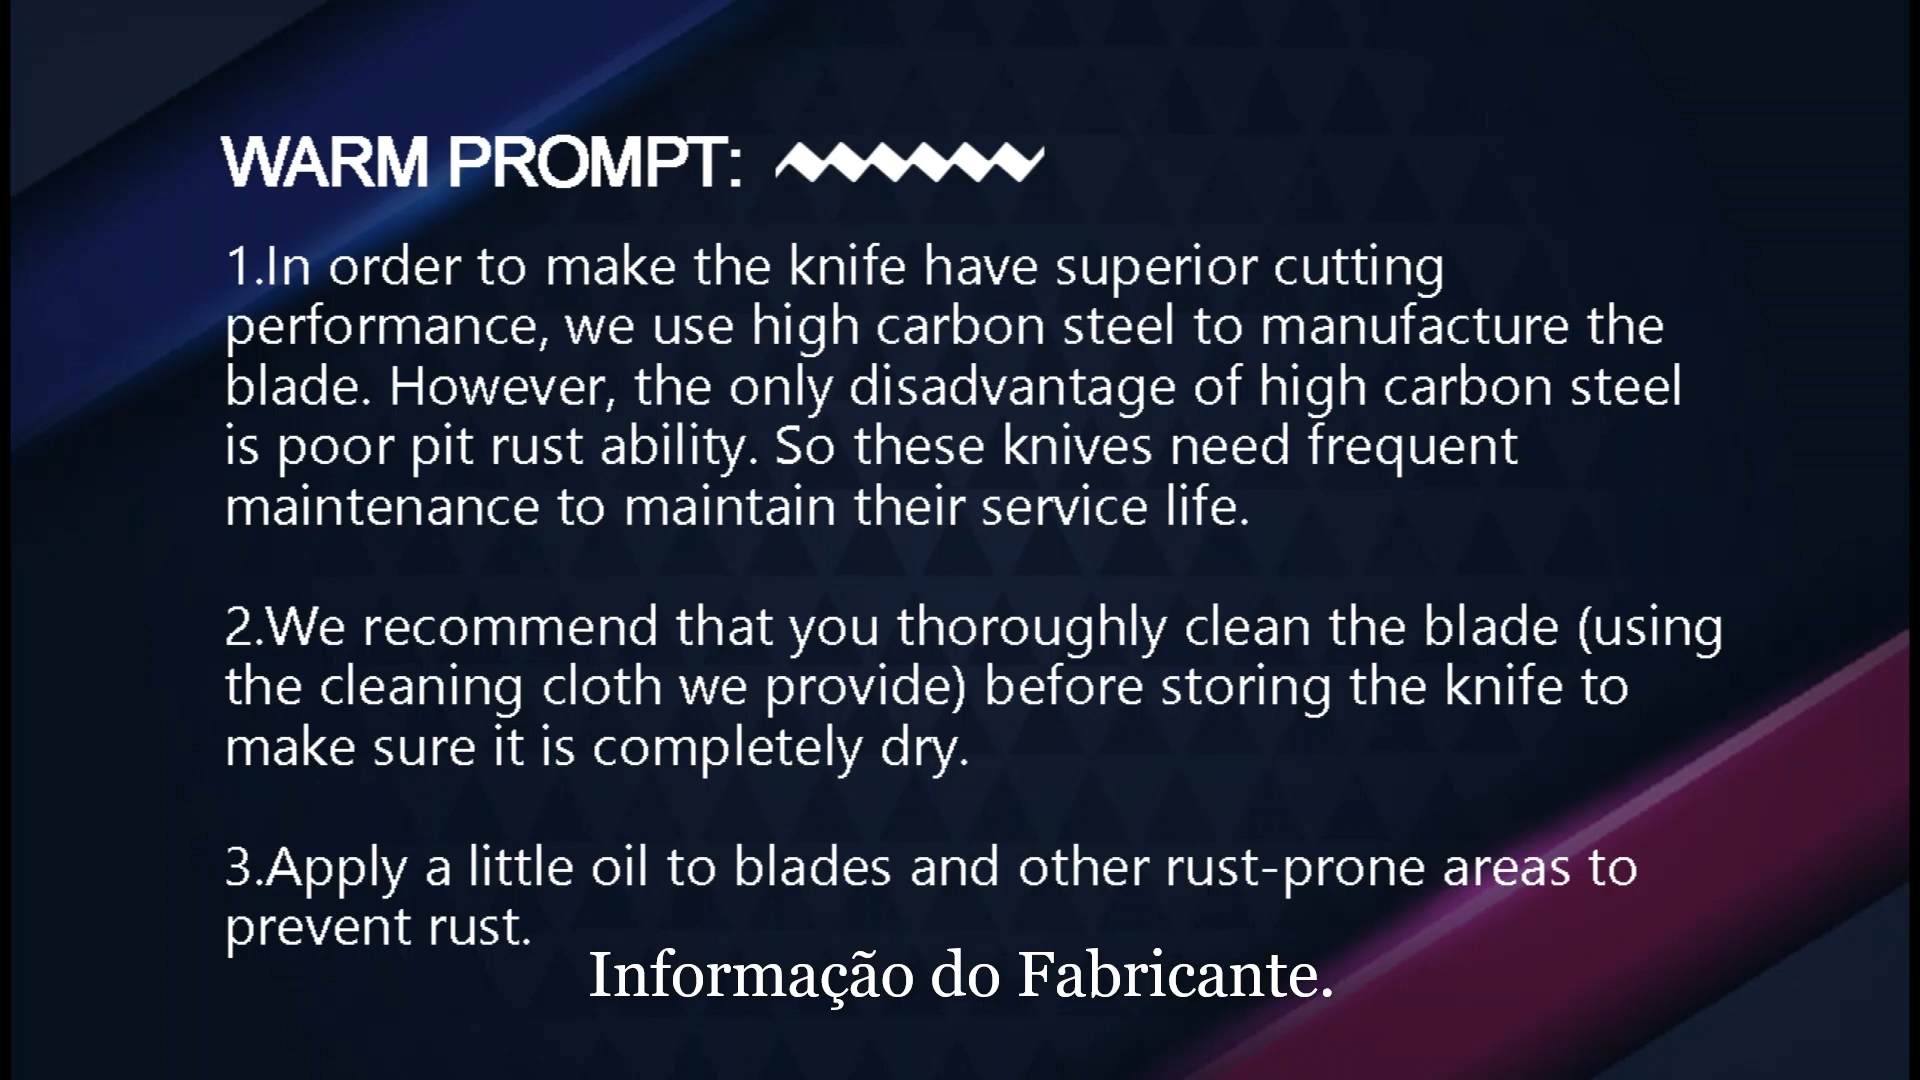 WARM PROMPT:
1.In order to make the knife have superior cutting
performance, we use high carbon steel to manufacture the
blade. However, the only disadvantage of high carbon steel
is poor pit rust ability. So these knives need frequent
maintenance to maintain their service life.
2.We recommend that you thoroughly clean the blade (using
the cleaning cloth we provide) before storing the knife to
make sure it is completely dry.
3.Apply a little oil to blades and other rust-prone areas to
prevent rust.
Informação do Fabricante.